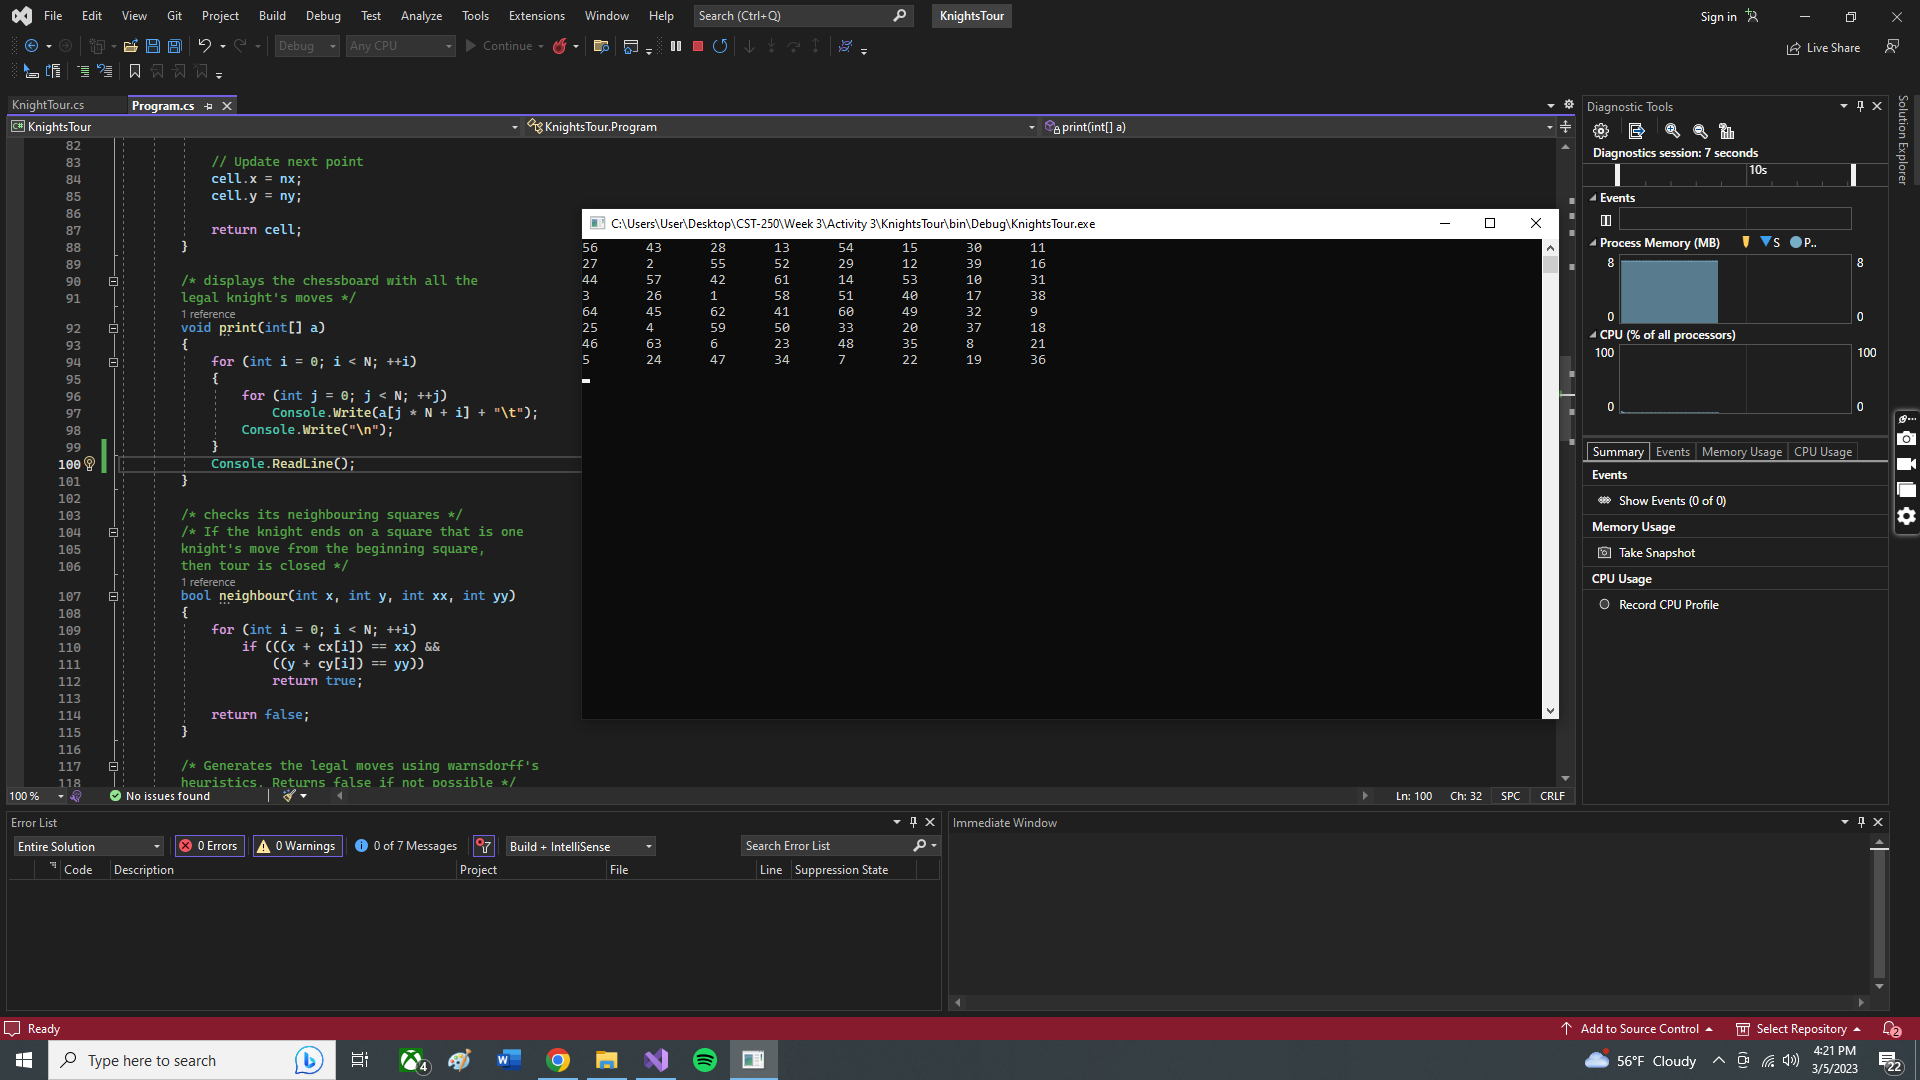 File Edit View Git Project Build Debug Test Analyze Tools Extensions Window Help Search (Ctrl+Q) KnightsTour Sign in
Debug Any CPU Continue Live Share
KnightTour.cs Program.cs
KnightsTour KnightsTour.Program print(int[] a)
82
83 // Update next point
84 cell.x = nx;
85 cell.y = ny;
86
87 return cell;
88 }
89
90 /* displays the chessboard with all the
91 legal knight's moves */
1 reference
92 void print(int[] a)
93 {
94 for (int i = 0; i < N; ++i)
95 {
96 for (int j = 0; j < N; ++j)
97 Console.Write(a[j * N + i] + "\t");
98 Console.Write("\n");
99 }
100 Console.ReadLine();
101 }
102
103 /* checks its neighbouring squares */
104 /* If the knight ends on a square that is one
105 knight's move from the beginning square,
106 then tour is closed */
1 reference
107 bool neighbour(int x, int y, int xx, int yy)
108 {
109 for (int i = 0; i < N; ++i)
110 if (((x + cx[i]) == xx) &&
111 ((y + cy[i]) == yy))
112 return true;
113
114 return false;
115 }
116
117 /* Generates the legal moves using warnsdorff's
118 heuristics. Returns false if not possible */
C:\Users\User\Desktop\CST-250\Week 3\Activity 3\KnightsTour\bin\Debug\KnightsTour.exe
56 43 28 13 54 15 30 11
27 2 55 52 29 12 39 16
44 57 42 61 14 53 10 31
3 26 1 58 51 40 17 38
64 45 62 41 60 49 32 9
25 4 59 50 33 20 37 18
46 63 6 23 48 35 8 21
5 24 47 34 7 22 19 36
100 % No issues found Ln: 100 Ch: 32 SPC CRLF
Diagnostic Tools
Diagnostics session: 7 seconds
10s
Events
Process Memory (MB) S P..
8 8
0 0
CPU (% of all processors)
100 100
0 0
Summary Events Memory Usage CPU Usage
Events
Show Events (0 of 0)
Memory Usage
Take Snapshot
CPU Usage
Record CPU Profile
Solution Explorer
Error List
Entire Solution 0 Errors 0 Warnings 0 of 7 Messages Build + IntelliSense Search Error List
Code Description Project File Line Suppression State
Immediate Window
Ready Add to Source Control Select Repository 2
Type here to search 4 56°F Cloudy 4:21 PM
3/5/2023 22